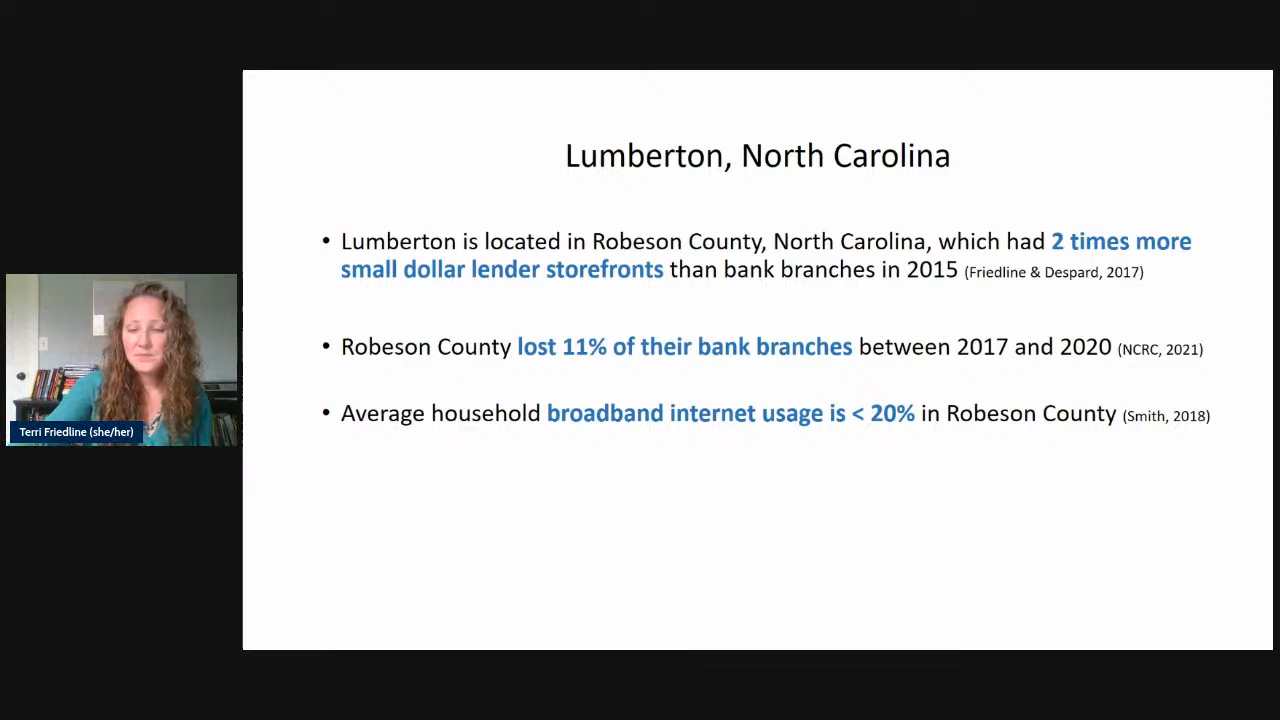 Lumberton, North Carolina
• Lumberton is located in Robeson County, North Carolina, which had 2 times more
small dollar lender storefronts than bank branches in 2015 (Friedline & Despard, 2017)
• Robeson County lost 11% of their bank branches between 2017 and 2020 (NCRC, 2021)
• Average household broadband internet usage is < 20% in Robeson County (Smith, 2018)
Terri Friedline (she/her)